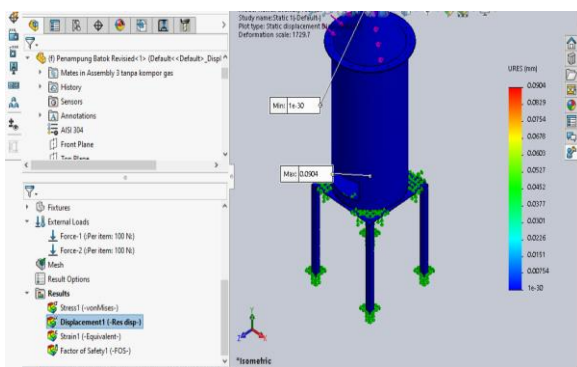 (f) Penampung Batok Revisied<1> (Default<<Default>_Displ
Mates in Assembly 3 tanpa kompor gas
History
Sensors
Annotations
AISI 304
Front Plane
Top Plane
Fixtures
External Loads
Force-1 (:Per item: 100 N:)
Force-2 (:Per item: 100 N:)
Mesh
Result Options
Results
Stress1 (-vonMises-)
Displacement1 (-Res disp-)
Strain1 (-Equivalent-)
Factor of Safety1 (-FOS-)
Study name:Static 1(-Default-)
Plot type: Static displacement
Deformation scale: 1729.7
Min: 1e-30
Max: 0.0904
URES (mm)
0.0904
0.0829
0.0754
0.0678
0.0603
0.0527
0.0452
0.0377
0.0301
0.0226
0.0151
0.00754
1e-30
Y
Z
X
*Isometric